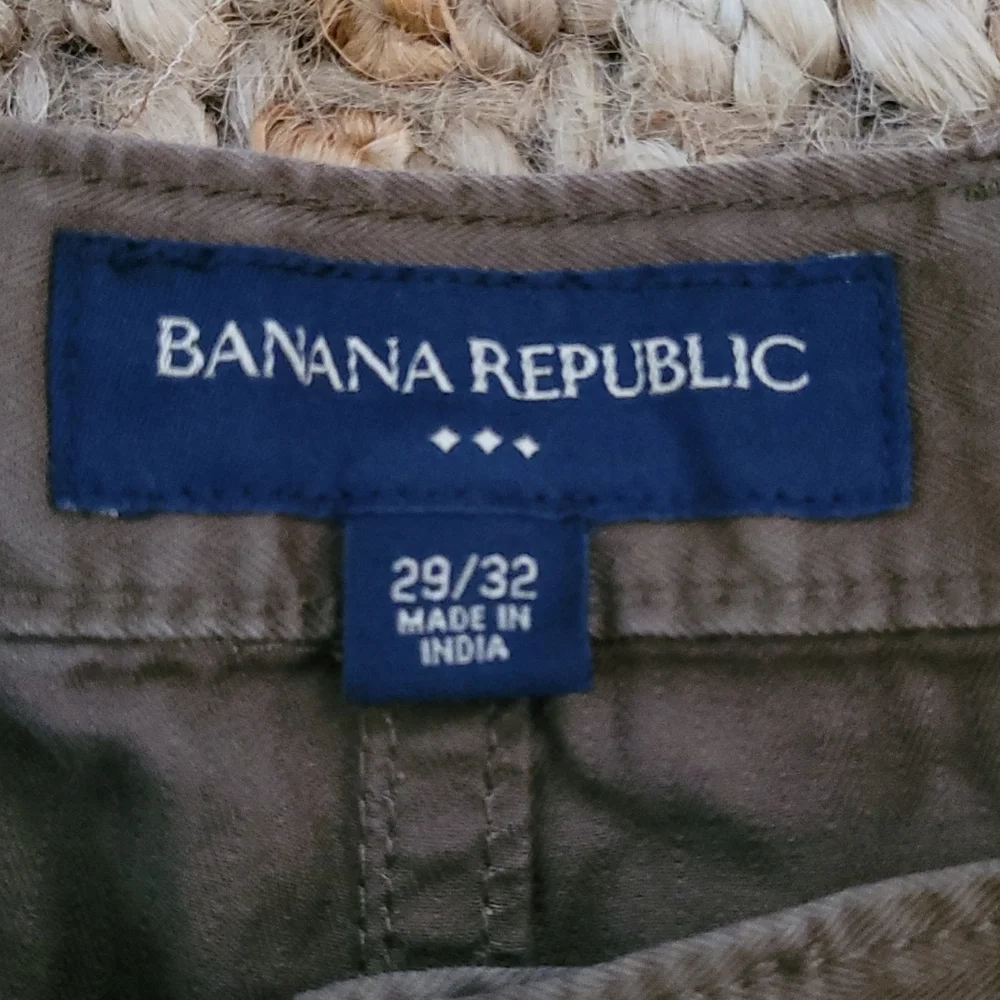 BANANA REPUBLIC
29/32
MADE IN
INDIA